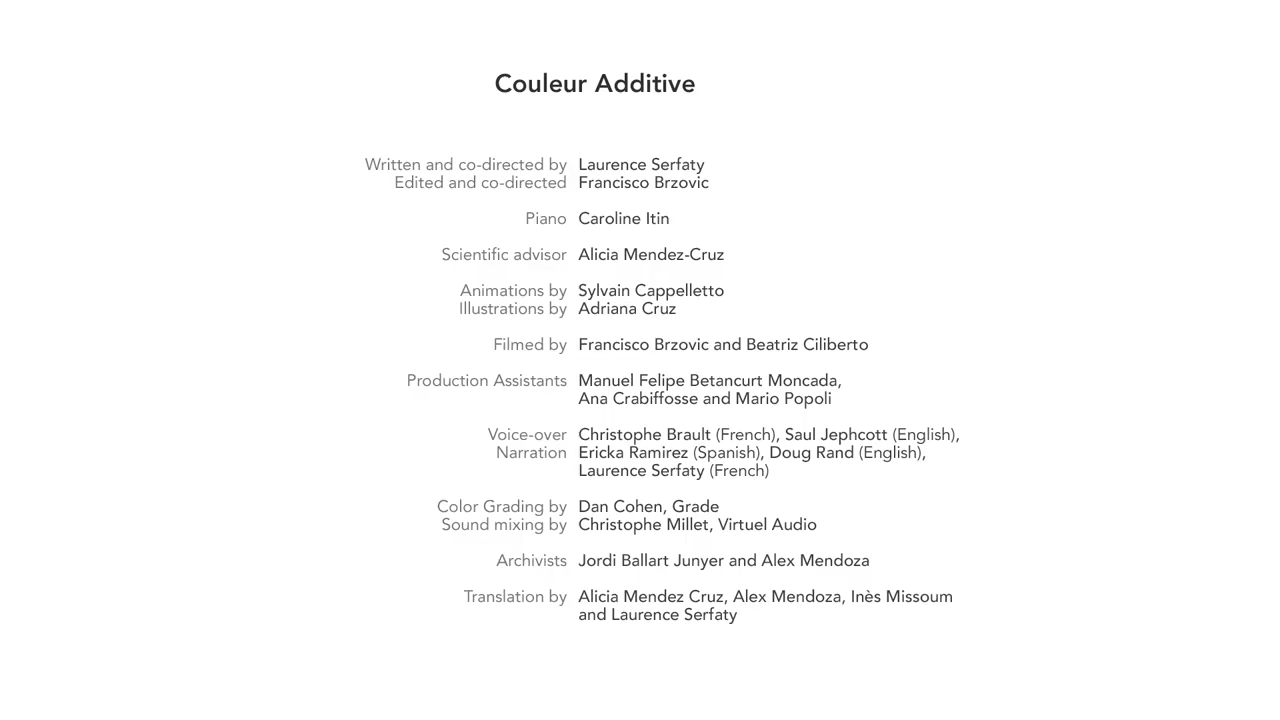 Couleur Additive
Written and co-directed by Laurence Serfaty
Edited and co-directed Francisco Brzovic
Piano Caroline Itin
Scientific advisor Alicia Mendez-Cruz
Animations by Sylvain Cappelletto
Illustrations by Adriana Cruz
Filmed by Francisco Brzovic and Beatriz Ciliberto
Production Assistants Manuel Felipe Betancurt Moncada,
Ana Crabiffosse and Mario Popoli
Voice-over Christophe Brault (French), Saul Jephcott (English),
Narration Ericka Ramirez (Spanish), Doug Rand (English),
Laurence Serfaty (French)
Color Grading by Dan Cohen, Grade
Sound mixing by Christophe Millet, Virtuel Audio
Archivists Jordi Ballart Junyer and Alex Mendoza
Translation by Alicia Mendez Cruz, Alex Mendoza, Inès Missoum
and Laurence Serfaty